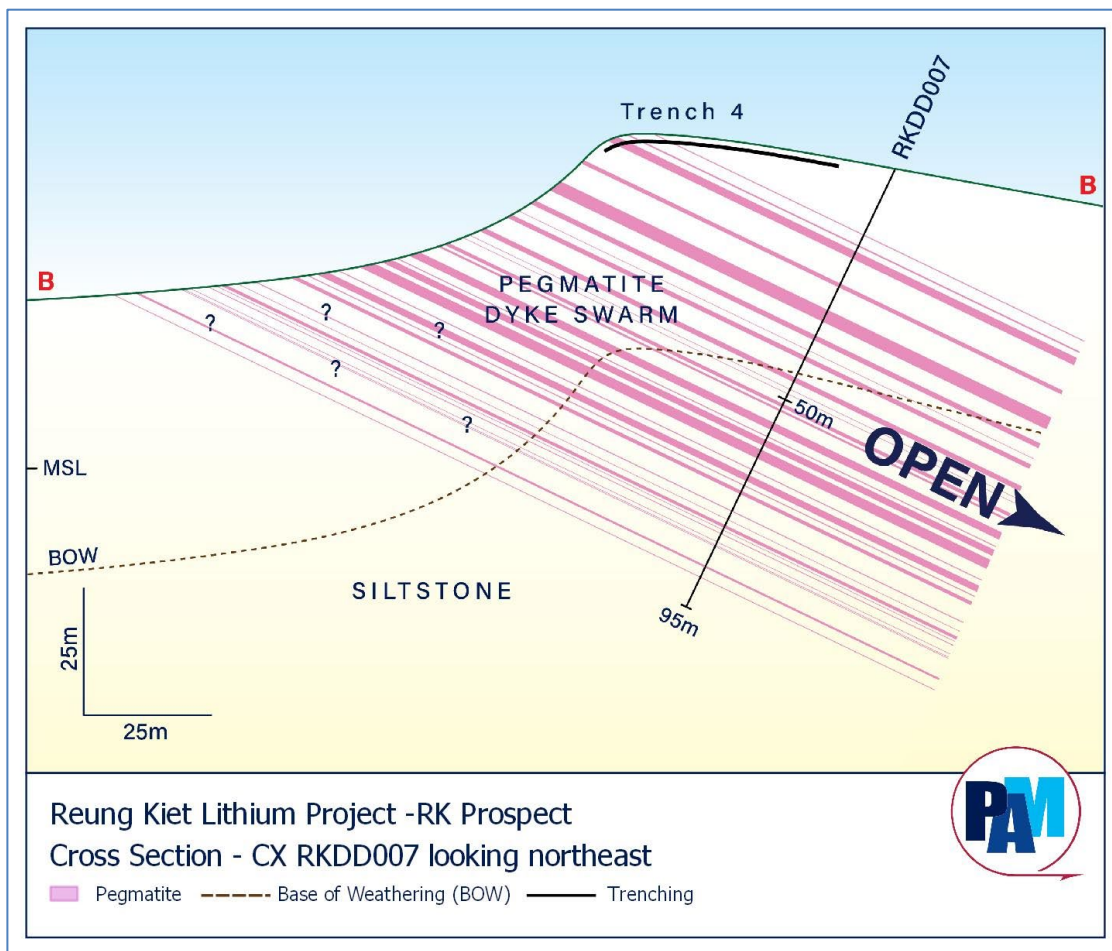 Trench 4
RKDD007
B
B
PEGMATITE
DYKE SWARM
?
?
?
?
?
50m
OPEN
MSL
BOW
SILTSTONE
95m
25m
25m
Reung Kiet Lithium Project -RK Prospect
Cross Section - CX RKDD007 looking northeast
Pegmatite
Base of Weathering (BOW)
Trenching
PAM